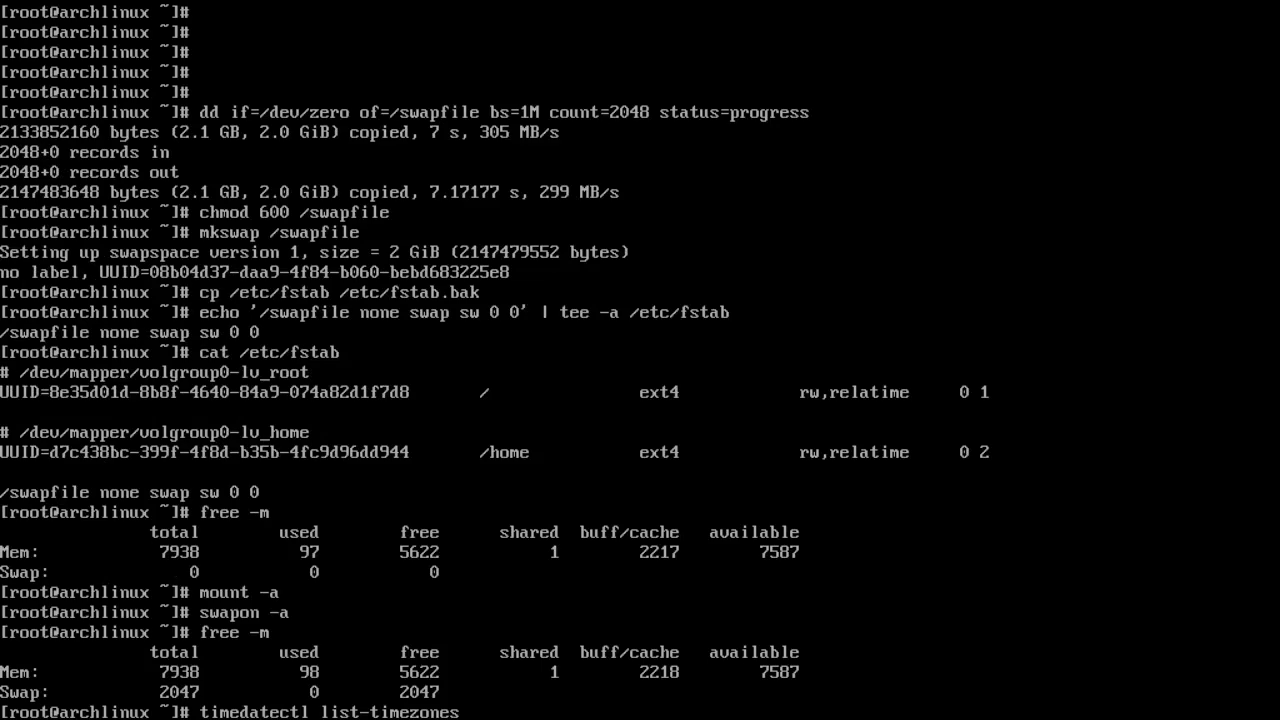 [root@archlinux ~]#
[root@archlinux ~]#
[root@archlinux ~]#
[root@archlinux ~]#
[root@archlinux ~]#
[root@archlinux ~]# dd if=/dev/zero of=/swapfile bs=1M count=2048 status=progress
2133852160 bytes (2.1 GB, 2.0 GiB) copied, 7 s, 305 MB/s
2048+0 records in
2048+0 records out
2147483648 bytes (2.1 GB, 2.0 GiB) copied, 7.17177 s, 299 MB/s
[root@archlinux ~]# chmod 600 /swapfile
[root@archlinux ~]# mkswap /swapfile
Setting up swapspace version 1, size = 2 GiB (2147479552 bytes)
no label, UUID=08b04d37-daa9-4f84-b060-bebd683225e8
[root@archlinux ~]# cp /etc/fstab /etc/fstab.bak
[root@archlinux ~]# echo '/swapfile none swap sw 0 0' | tee -a /etc/fstab
/swapfile none swap sw 0 0
[root@archlinux ~]# cat /etc/fstab
# /dev/mapper/volgroup0-lv_root
UUID=8e35d01d-8b8f-4640-84a9-074a82d1f7d8       /               ext4            rw,relatime     0 1

# /dev/mapper/volgroup0-lv_home
UUID=d7c438bc-399f-4f8d-b35b-4fc9d96dd944       /home           ext4            rw,relatime     0 2

/swapfile none swap sw 0 0
[root@archlinux ~]# free -m
               total        used        free      shared  buff/cache   available
Mem:            7938          97        5622           1        2217        7587
Swap:              0           0           0
[root@archlinux ~]# mount -a
[root@archlinux ~]# swapon -a
[root@archlinux ~]# free -m
               total        used        free      shared  buff/cache   available
Mem:            7938          98        5622           1        2218        7587
Swap:           2047           0        2047
[root@archlinux ~]# timedatectl list-timezones